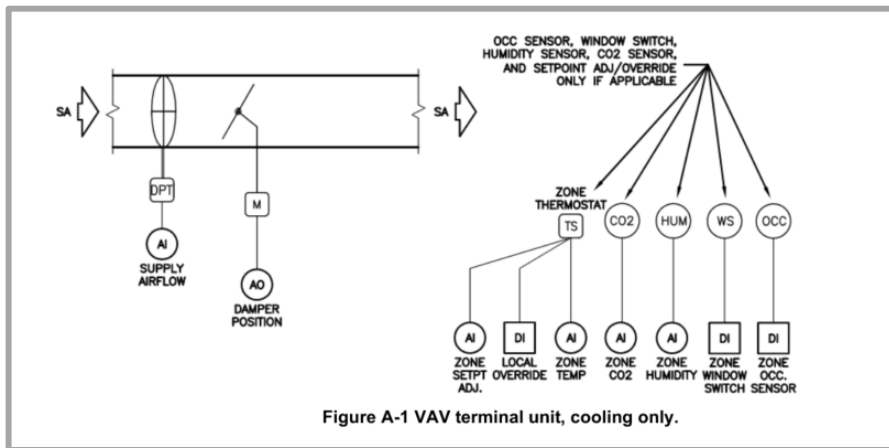 OCC SENSOR, WINDOW SWITCH,
HUMIDITY SENSOR, CO2 SENSOR,
AND SETPOINT ADJ/OVERRIDE
ONLY IF APPLICABLE
SA
SA
DPT
M
AI
SUPPLY
AIRFLOW
AO
DAMPER
POSITION
ZONE
THERMOSTAT
TS
CO2
HUM
WS
OCC
AI
DI
AI
AI
AI
DI
DI
ZONE
SETPT
ADJ.
LOCAL
OVERRIDE
ZONE
TEMP
ZONE
CO2
ZONE
HUMIDITY
ZONE
WINDOW
SWITCH
ZONE
OCC.
SENSOR
Figure A-1 VAV terminal unit, cooling only.